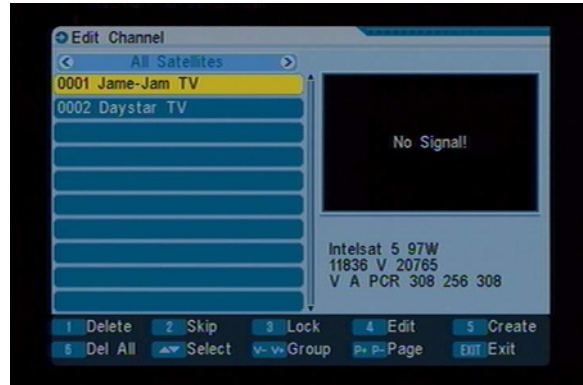 Edit Channel
All Satellites
0001 Jame-Jam TV
0002 Daystar TV
No Signal!
Intelsat 5 97W
11836 V 20765
V A PCR 308 256 308
1 Delete 2 Skip 3 Lock 4 Edit 5 Create
6 Del All Select V- V+ Group P+ P- Page EXIT Exit